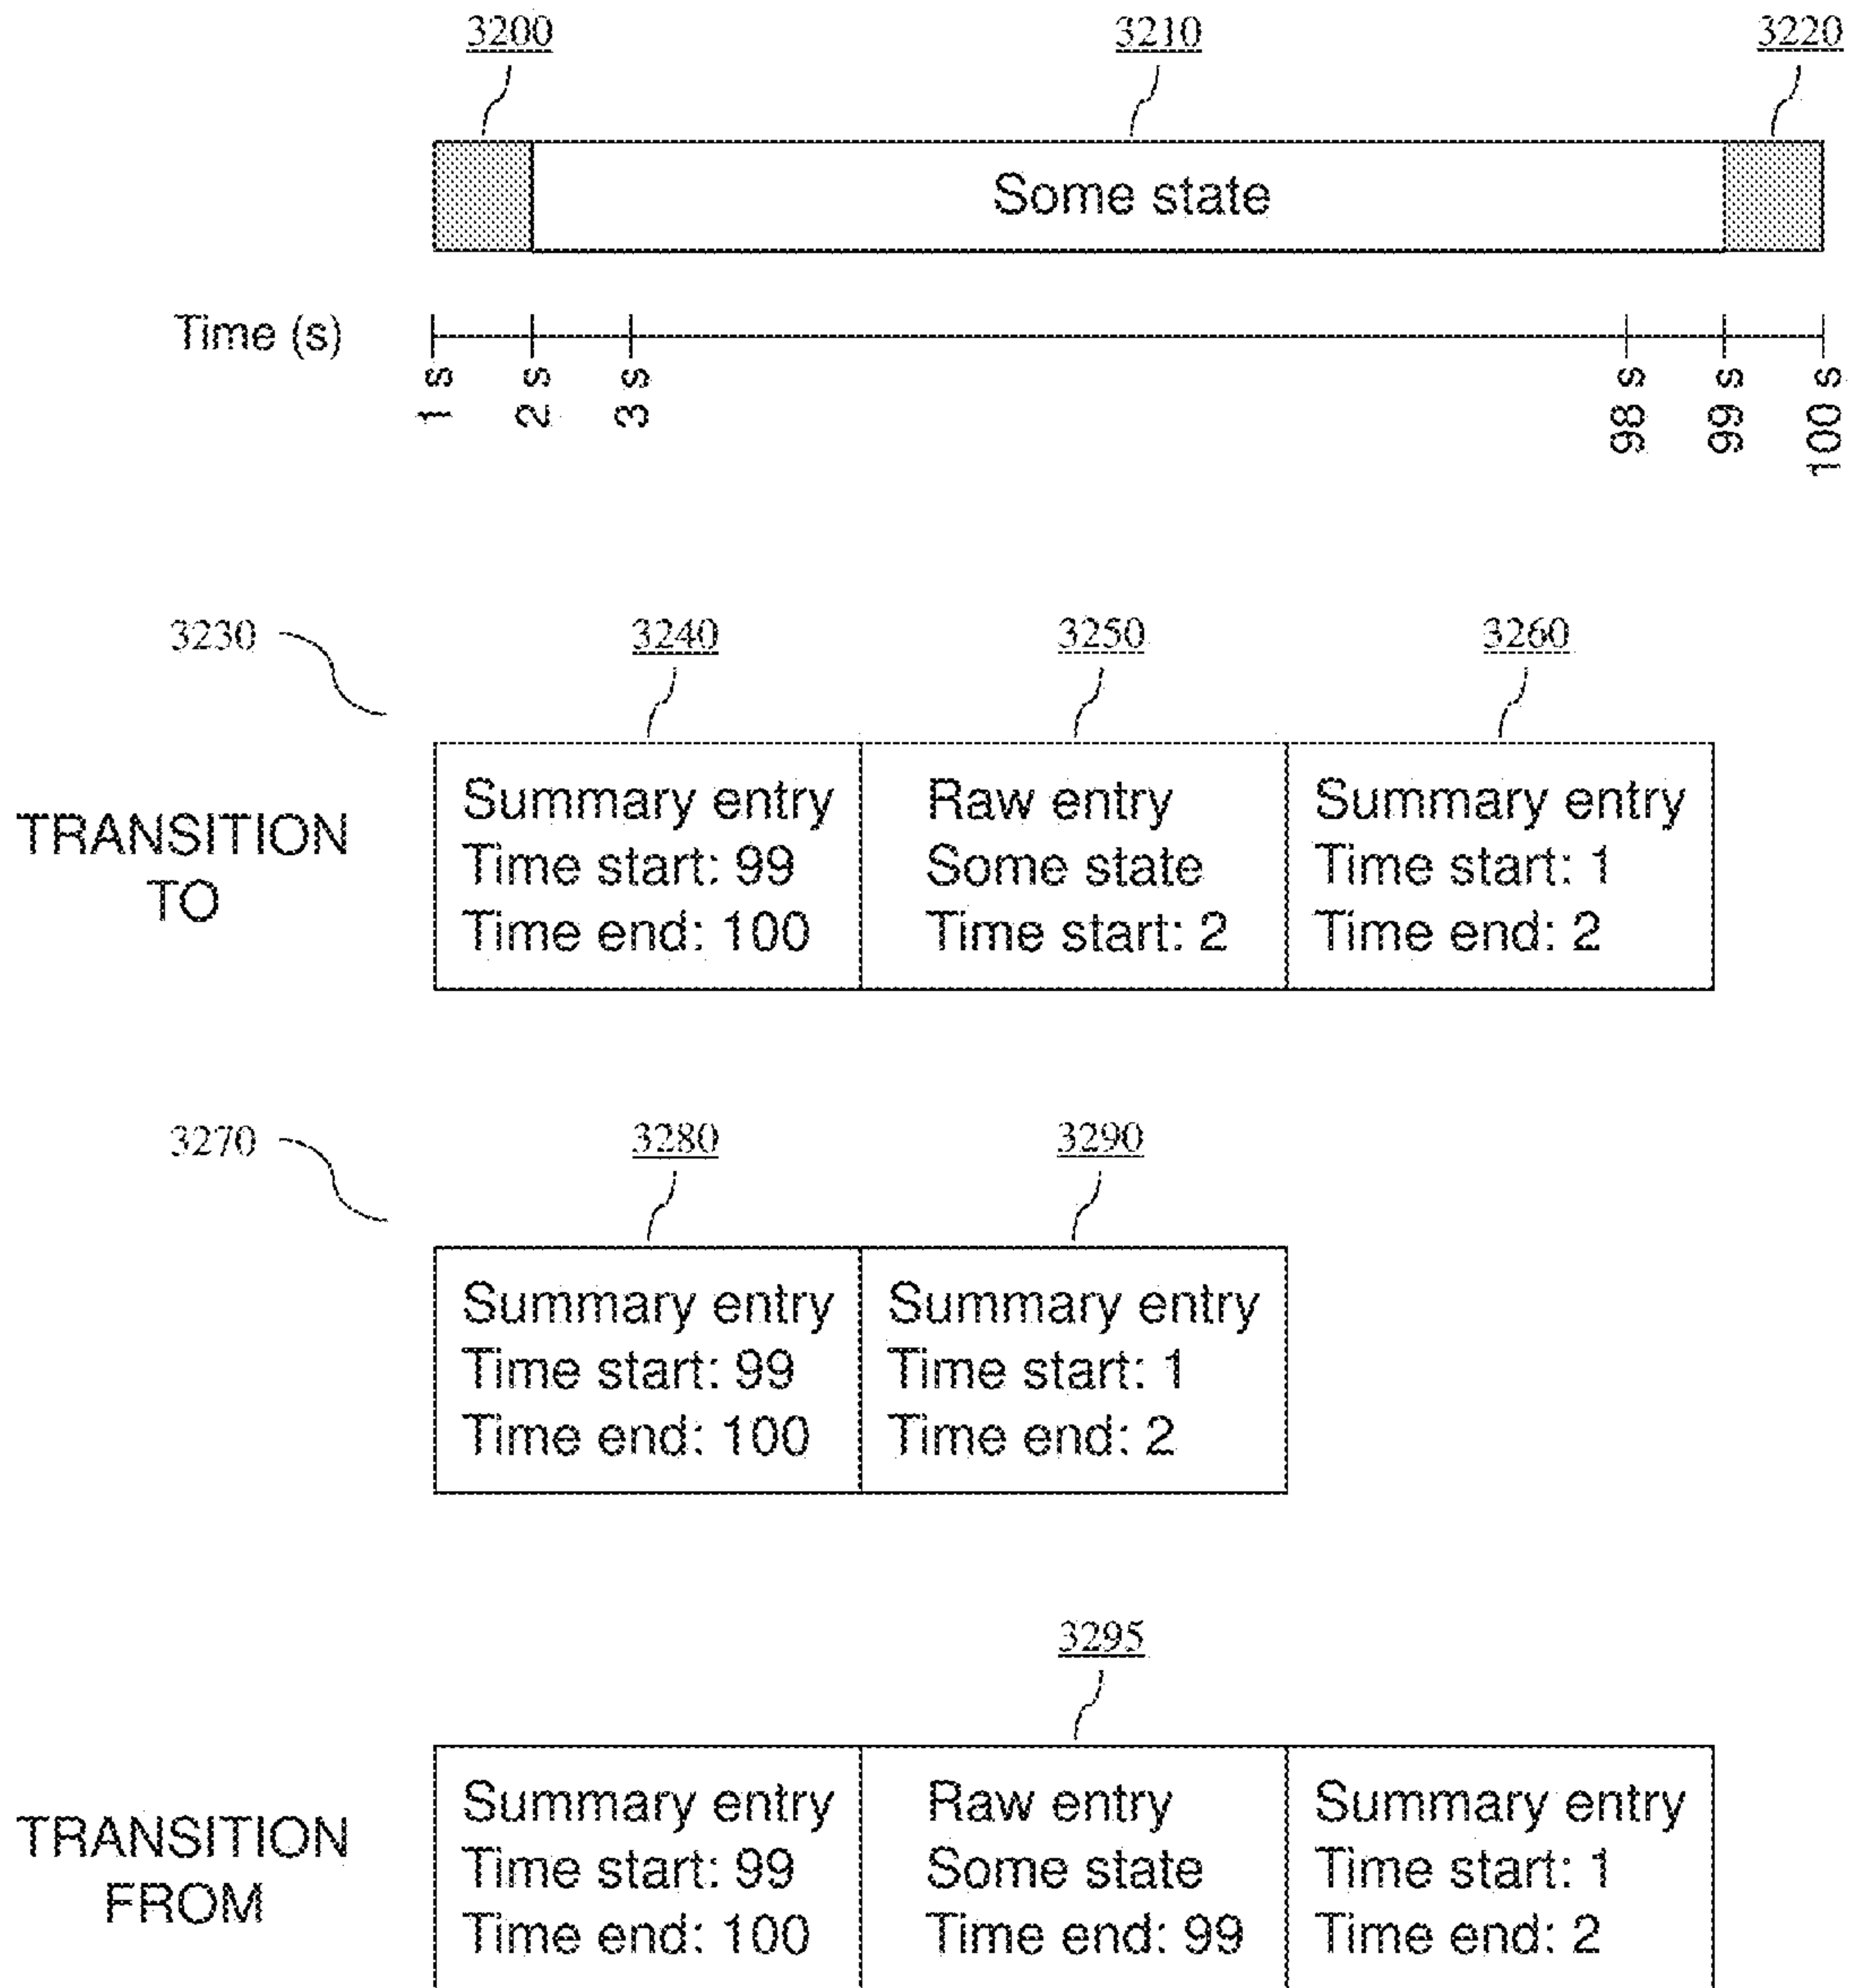 3200 3210 3220
Some state
Time (s)
1 s 2 s 3 s 98 s 99 s 100 s
3230 3240 3250 3260
TRANSITION
TO
Summary entry
Time start: 99
Time end: 100
Raw entry
Some state
Time start: 2
Summary entry
Time start: 1
Time end: 2
3270 3280 3290
Summary entry
Time start: 99
Time end: 100
Summary entry
Time start: 1
Time end: 2
3295
TRANSITION
FROM
Summary entry
Time start: 99
Time end: 100
Raw entry
Some state
Time end: 99
Summary entry
Time start: 1
Time end: 2